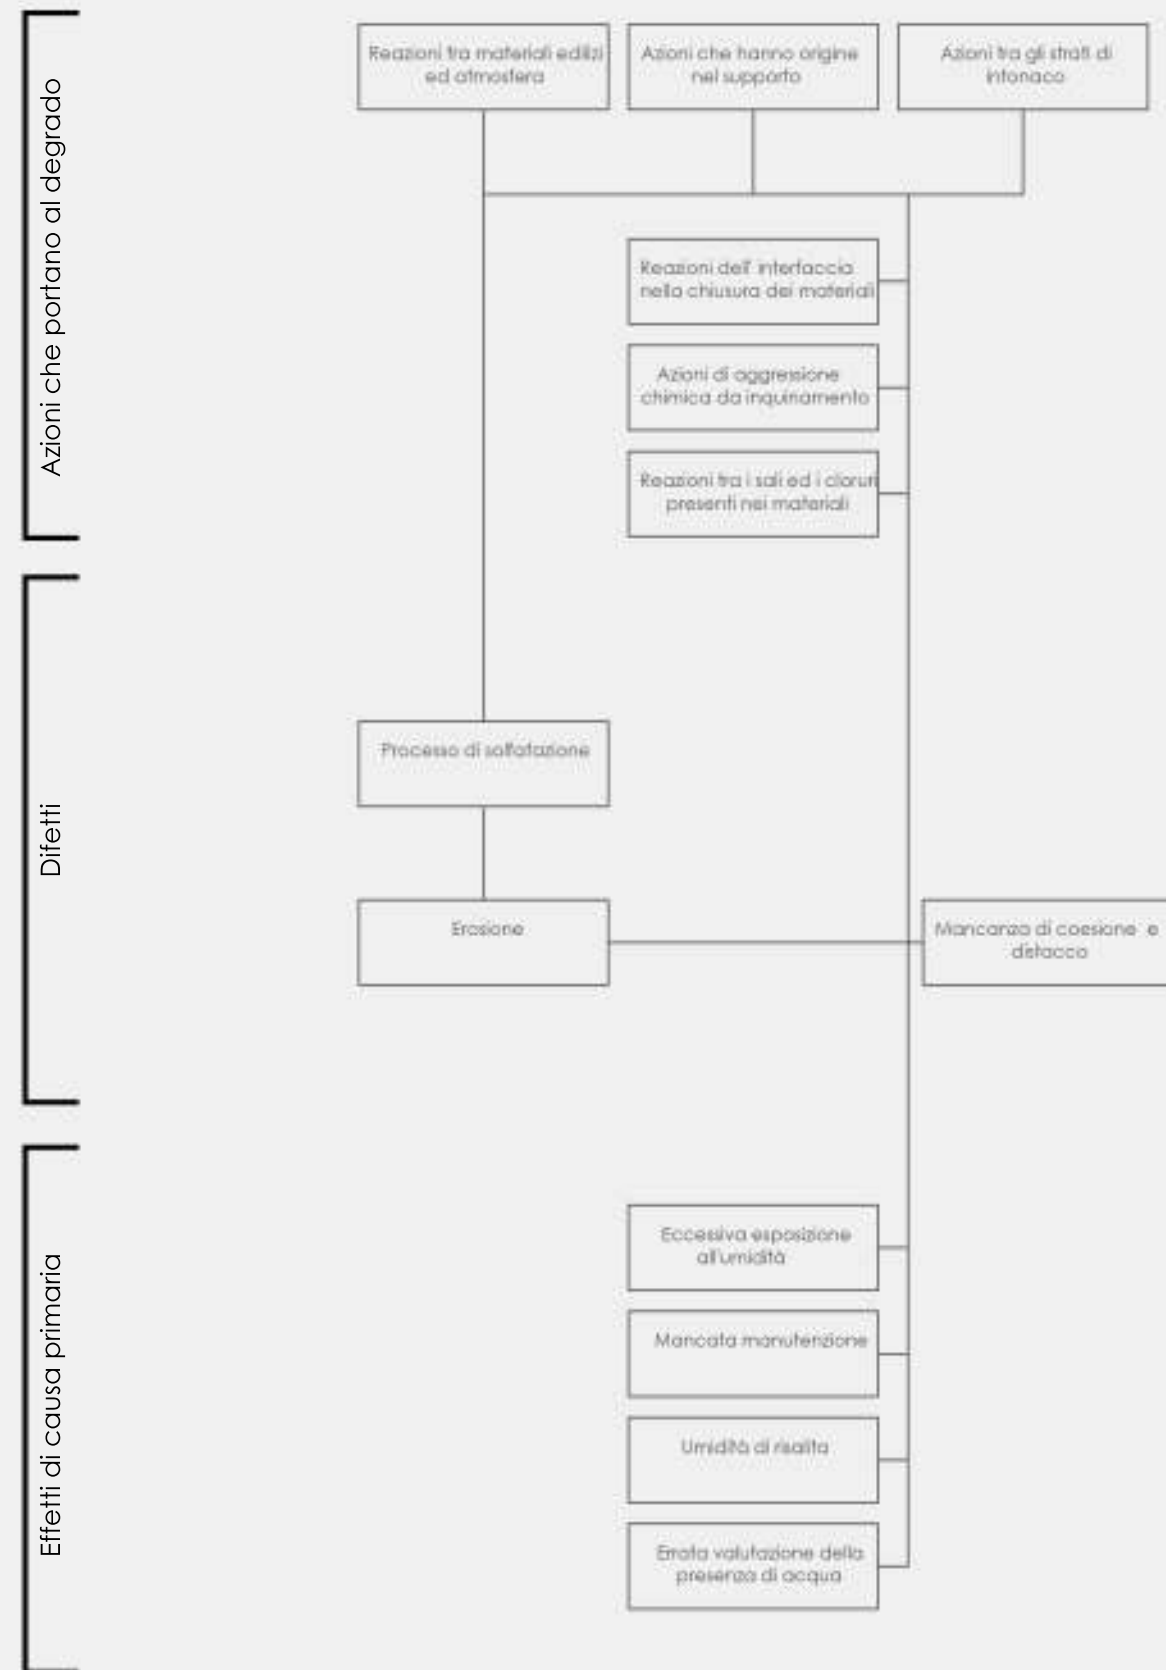 Azioni che portano al degrado
Reazioni tra materiali edilizi
ed atmosfera
Azioni che hanno origine
nel supporto
Azioni tra gli strati di
intonaco
Reazioni dell' interfaccia
nella chiusura dei materiali
Azioni di aggressione
chimica da inquinamento
Reazioni tra i sali ed i cloruri
presenti nei materiali
Difetti
Processo di solfatazione
Erosione
Mancanza di coesione e
distacco
Effetti di causa primaria
Eccessiva esposizione
all'umidità
Mancata manutenzione
Umidità di risalita
Errata valutazione della
presenza di acqua